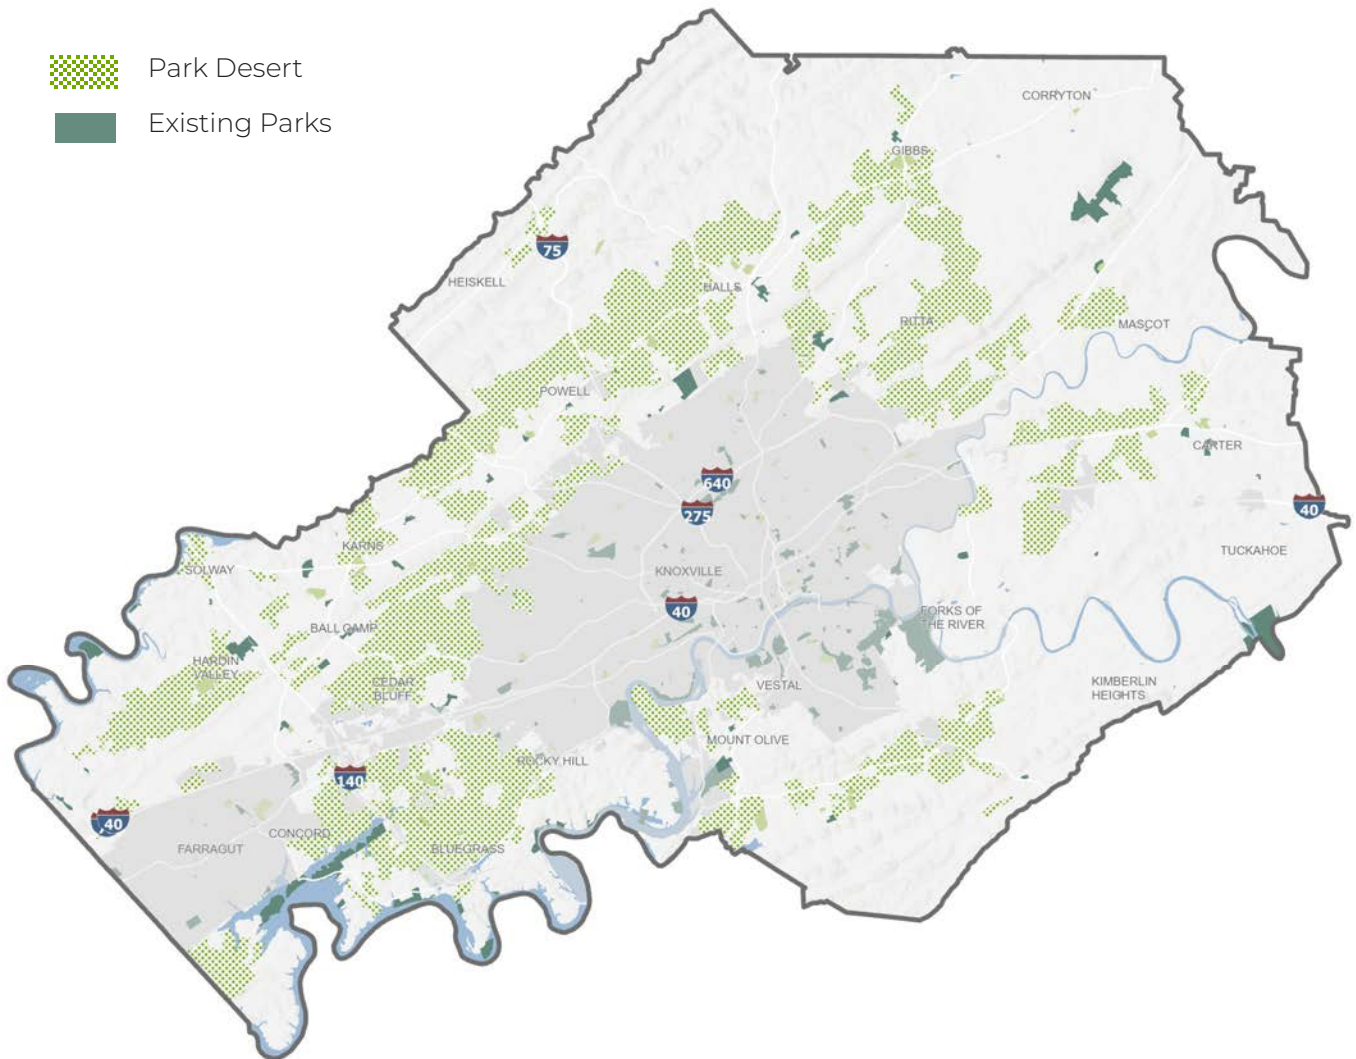 Park Desert
Existing Parks
CORRYTON
GIBBS
75
HEISKELL
HALLS
RITTA
MASCOT
POWELL
CARTER
640
275
40
KARNS
SOLWAY
KNOXVILLE
TUCKAHOE
40
BALL CAMP
FORKS OF
THE RIVER
HARDIN
VALLEY
CEDAR
BLUFF
VESTAL
KIMBERLIN
HEIGHTS
MOUNT OLIVE
ROCKY HILL
140
40
CONCORD
FARRAGUT
BLUEGRASS